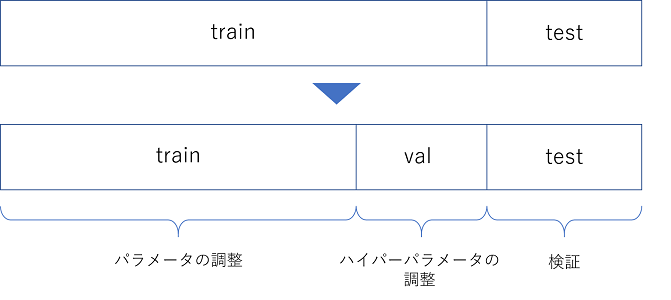 train
test
train
val
test
パラメータの調整
ハイパーパラメータの
調整
検証